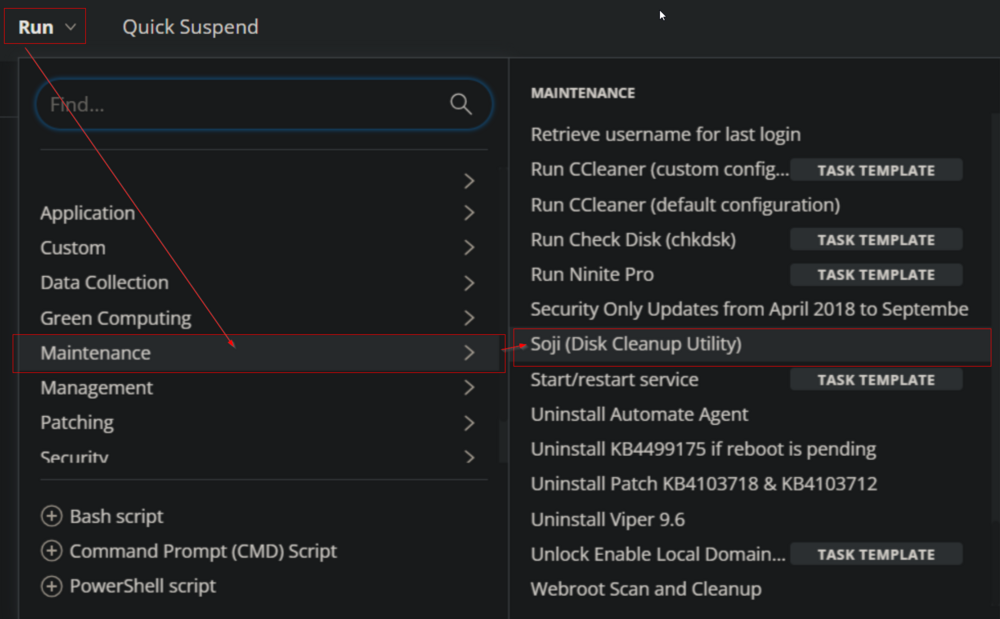 Run
Quick Suspend
Find...
Application
Custom
Data Collection
Green Computing
Maintenance
Management
Patching
Security
Bash script
Command Prompt (CMD) Script
PowerShell script
MAINTENANCE
Retrieve username for last login
Run CCleaner (custom config... TASK TEMPLATE
Run CCleaner (default configuration)
Run Check Disk (chkdsk) TASK TEMPLATE
Run Ninite Pro TASK TEMPLATE
Security Only Updates from April 2018 to Septembe
Soji (Disk Cleanup Utility)
Start/restart service TASK TEMPLATE
Uninstall Automate Agent
Uninstall KB4499175 if reboot is pending
Uninstall Patch KB4103718 & KB4103712
Uninstall Viper 9.6
Unlock Enable Local Domain... TASK TEMPLATE
Webroot Scan and Cleanup